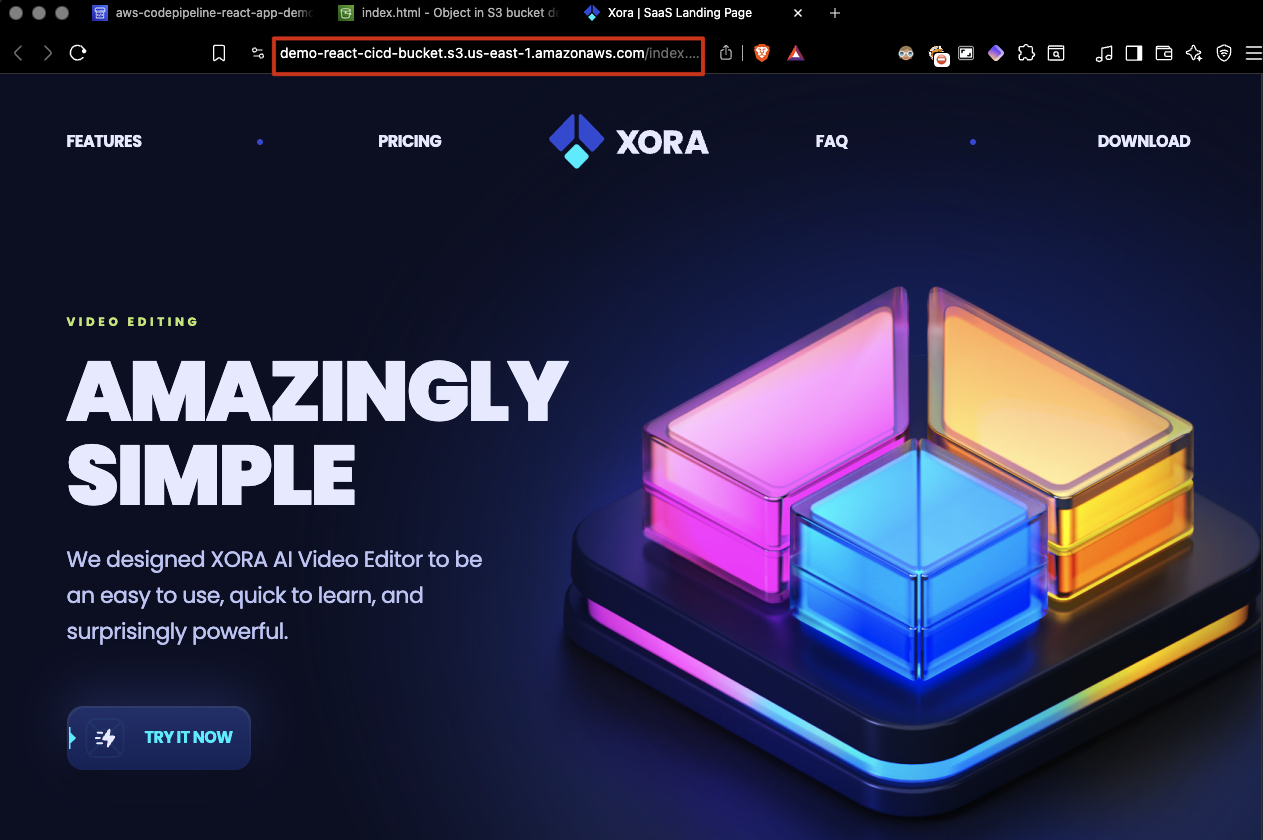 aws-codepipeline-react-app-demo
index.html - Object in S3 bucket de
Xora | SaaS Landing Page
demo-react-cicd-bucket.s3.us-east-1.amazonaws.com/index....
FEATURES
PRICING
XORA
FAQ
DOWNLOAD
VIDEO EDITING
AMAZINGLY
SIMPLE
We designed XORA AI Video Editor to be
an easy to use, quick to learn, and
surprisingly powerful.
TRY IT NOW